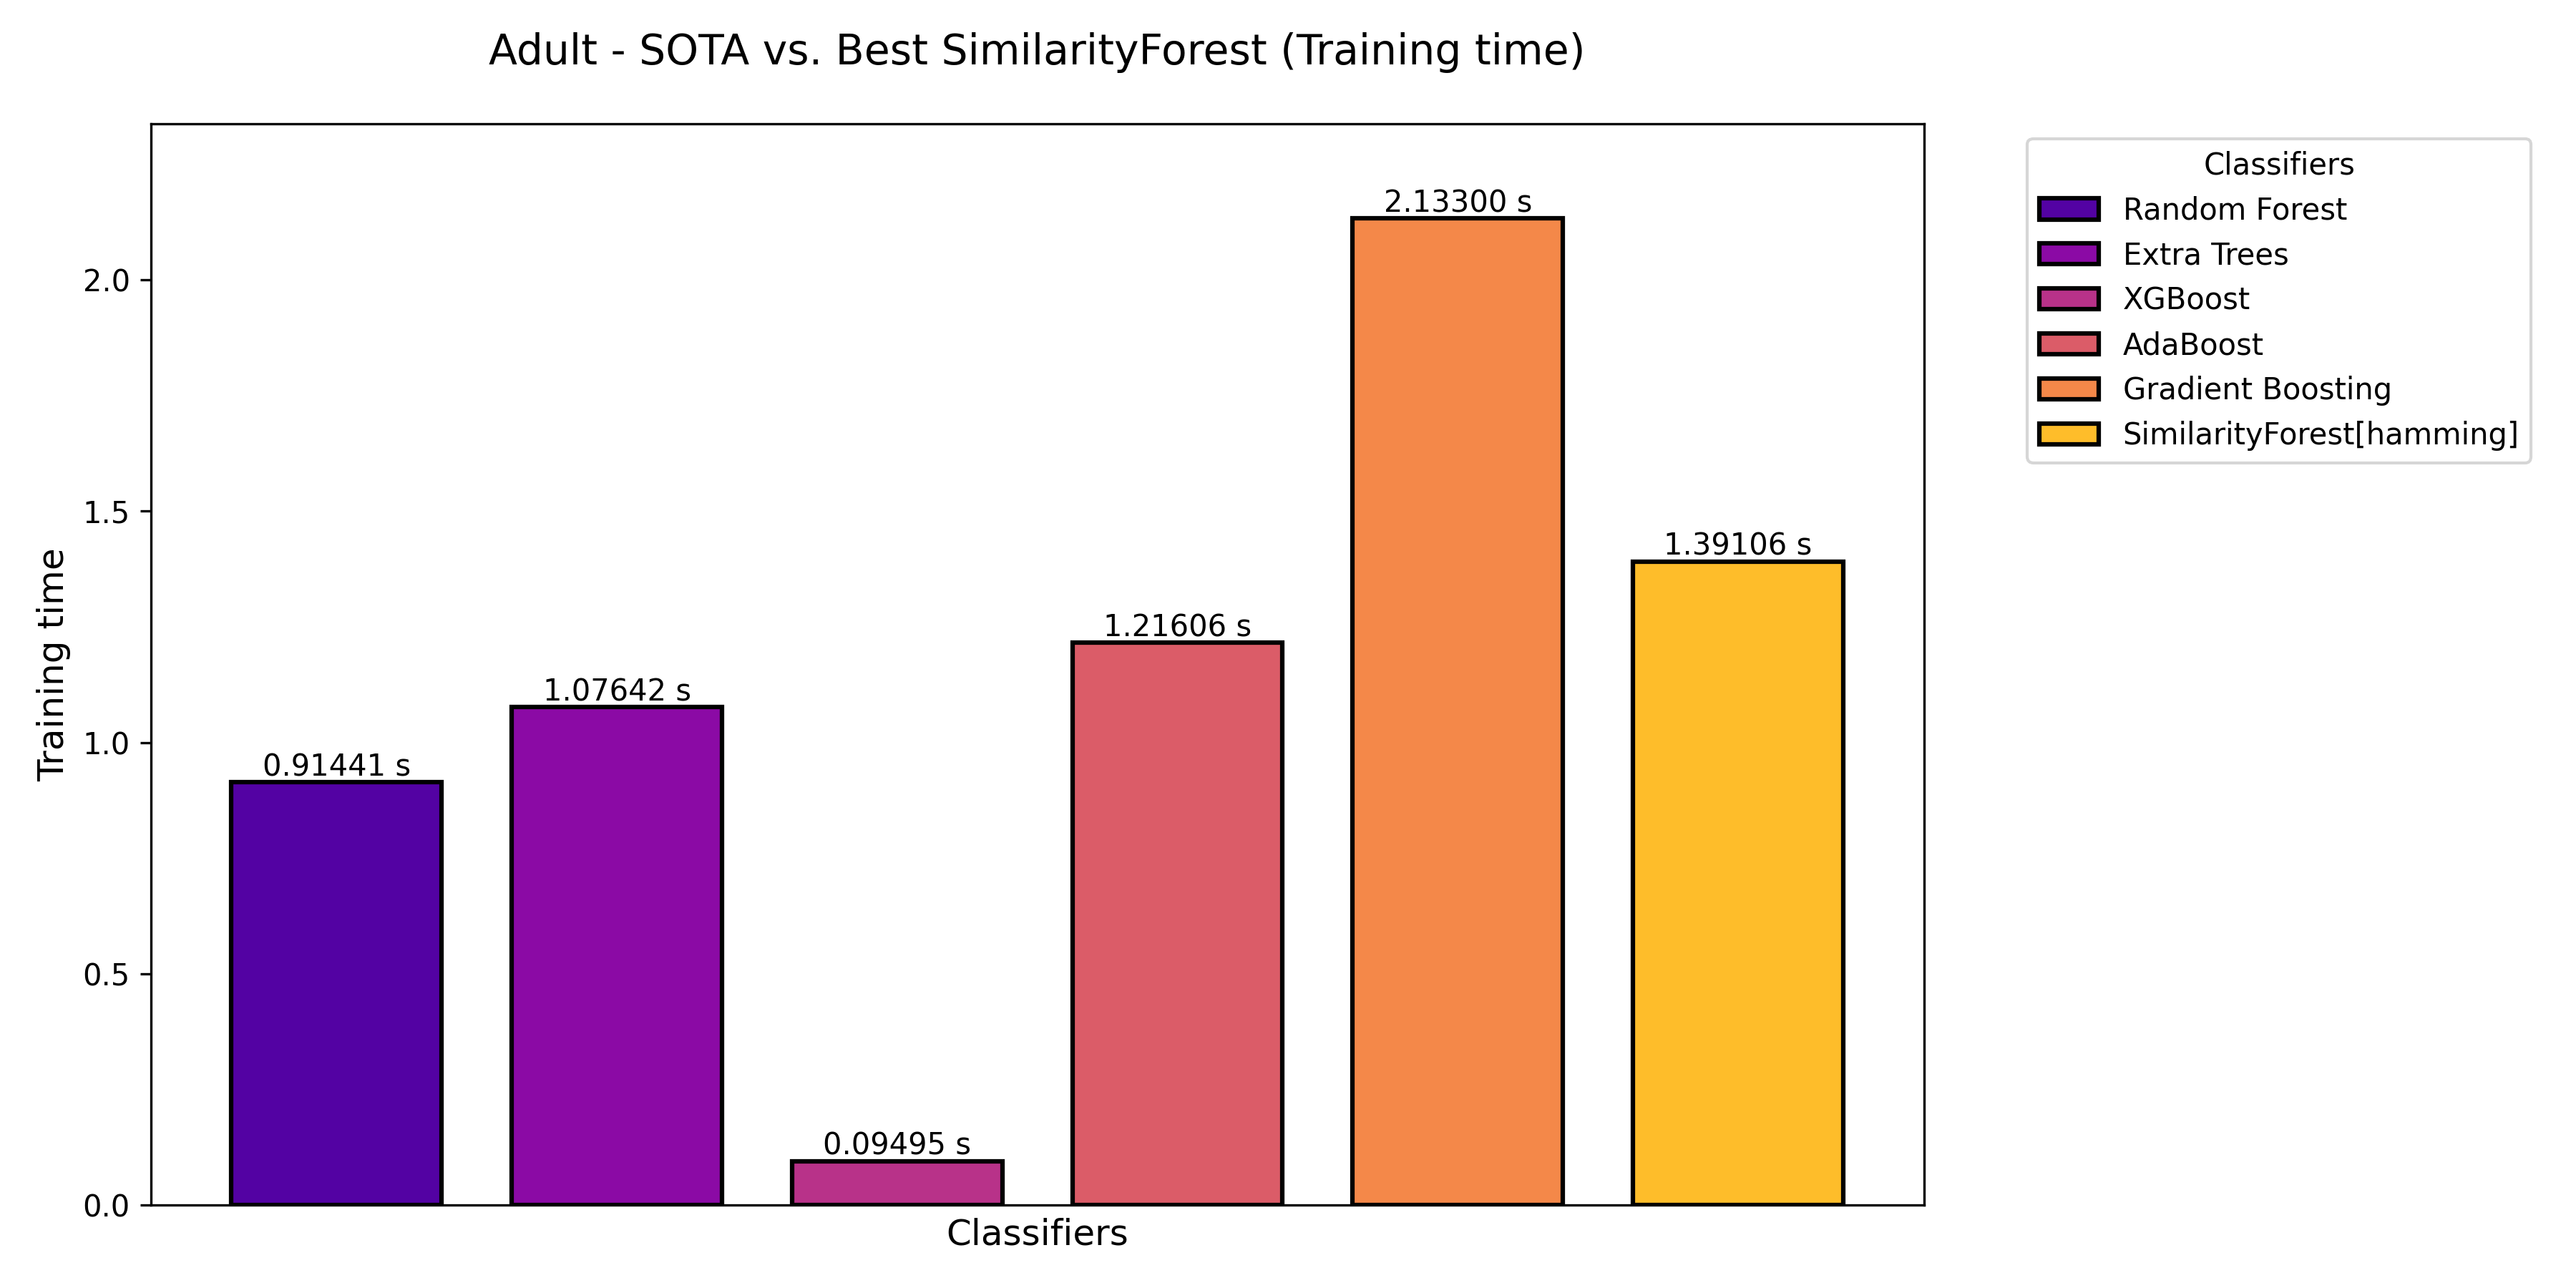 Adult - SOTA vs. Best SimilarityForest (Training time)
Training time
2.0
1.5
1.0
0.5
0.0
0.91441 s
1.07642 s
0.09495 s
1.21606 s
2.13300 s
1.39106 s
Classifiers
Classifiers
Random Forest
Extra Trees
XGBoost
AdaBoost
Gradient Boosting
SimilarityForest[hamming]